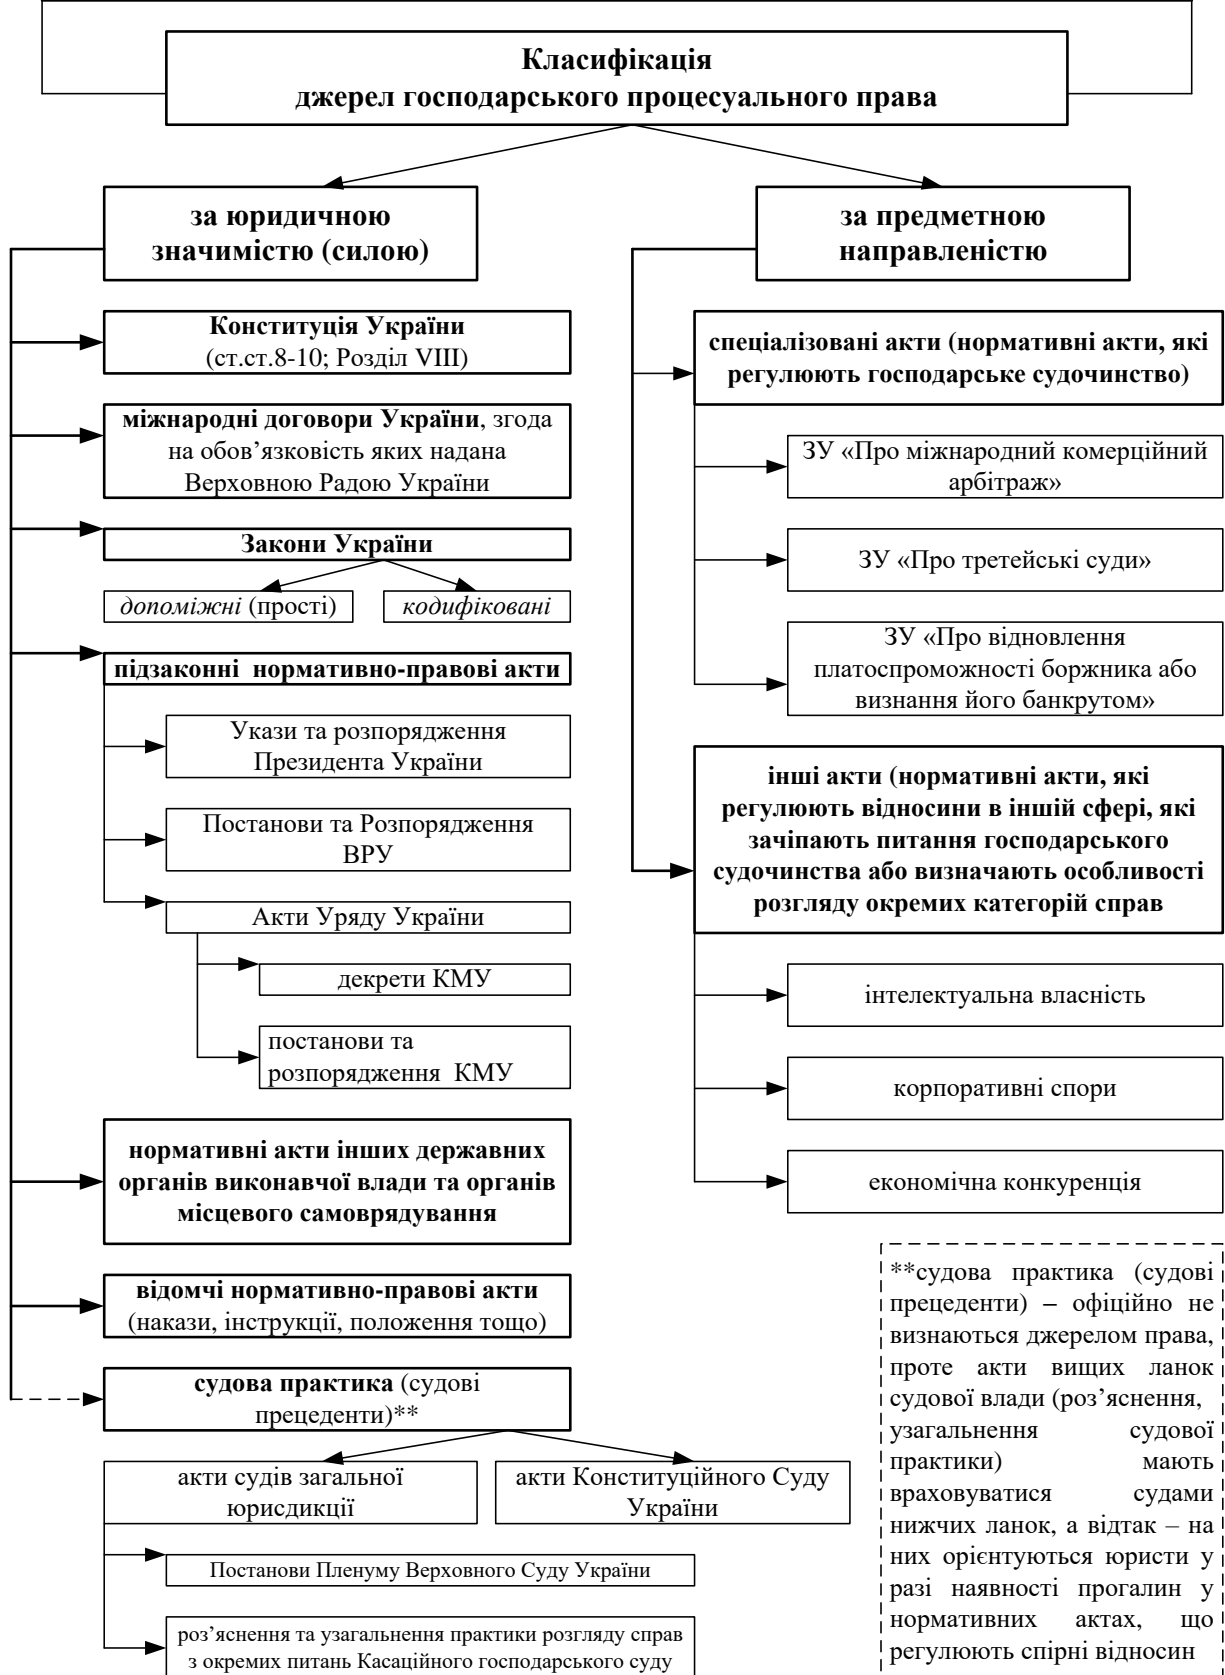 Класифікація
джерел господарського процесуального права
за юридичною
значимістю (силою)
Конституція України
(ст.ст.8-10; Розділ VIII)
міжнародні договори України, згода
на обов’язковість яких надана
Верховною Радою України
Закони України
допоміжні (прості)
кодифіковані
підзаконні нормативно-правові акти
Укази та розпорядження
Президента України
Постанови та Розпорядження
ВРУ
Акти Уряду України
декрети КМУ
постанови та
розпорядження КМУ
нормативні акти інших державних
органів виконавчої влади та органів
місцевого самоврядування
відомчі нормативно-правові акти
(накази, інструкції, положення тощо)
судова практика (судові
прецеденти)**
акти судів загальної
юрисдикції
акти Конституційного Суду
України
Постанови Пленуму Верховного Суду України
роз’яснення та узагальнення практики розгляду справ
з окремих питань Касаційного господарського суду
за предметною
направленістю
спеціалізовані акти (нормативні акти, які
регулюють господарське судочинство)
ЗУ «Про міжнародний комерційний
арбітраж»
ЗУ «Про третейські суди»
ЗУ «Про відновлення
платоспроможності боржника або
визнання його банкрутом»
інші акти (нормативні акти, які
регулюють відносини в іншій сфері, які
зачіпають питання господарського
судочинства або визначають особливості
розгляду окремих категорій справ
інтелектуальна власність
корпоративні спори
економічна конкуренція
**судова практика (судові
прецеденти) – офіційно не
визнаються джерелом права,
проте акти вищих ланок
судової влади (роз’яснення,
узагальнення судової
практики) мають
враховуватися судами
нижчих ланок, а відтак – на
них орієнтуються юристи у
разі наявності прогалин у
нормативних актах, що
регулюють спірні відносин